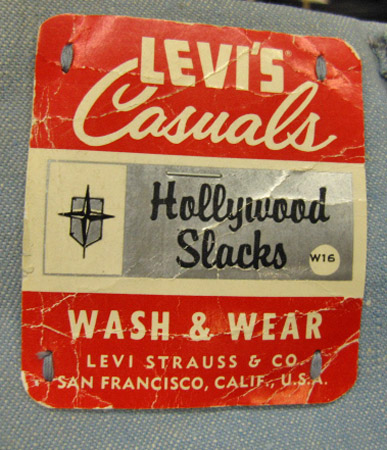 LEVI'S
Casuals
Hollywood
Slacks
W16
WASH & WEAR
LEVI STRAUSS & CO.
SAN FRANCISCO, CALIF., U.S.A.